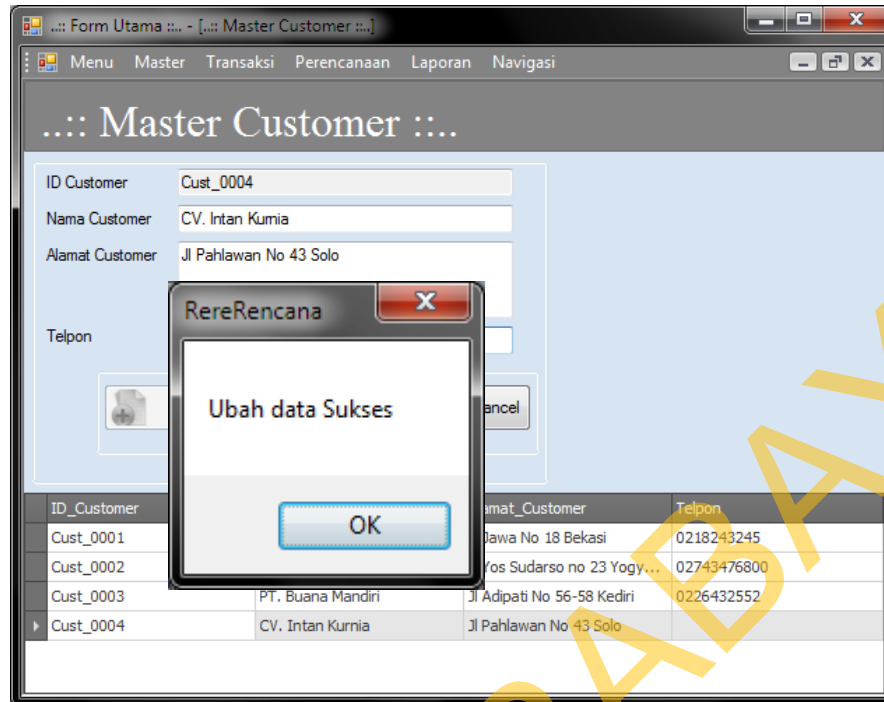 ..:: Form Utama ::.. - [..:: Master Customer ::..]
Menu Master Transaksi Perencanaan Laporan Navigasi
..:: Master Customer ::..
ID Customer Cust_0004
Nama Customer CV. Intan Kurnia
Alamat Customer Jl Pahlawan No 43 Solo
RereRencana
Telpon
Ubah data Sukses
ancel
OK
ID_Customer amat_Customer Telpon
Cust_0001 Jawa No 18 Bekasi 0218243245
Cust_0002 Yos Sudarso no 23 Yogy... 02743476800
Cust_0003 PT. Buana Mandiri Jl Adipati No 56-58 Kediri 0226432552
Cust_0004 CV. Intan Kurnia Jl Pahlawan No 43 Solo